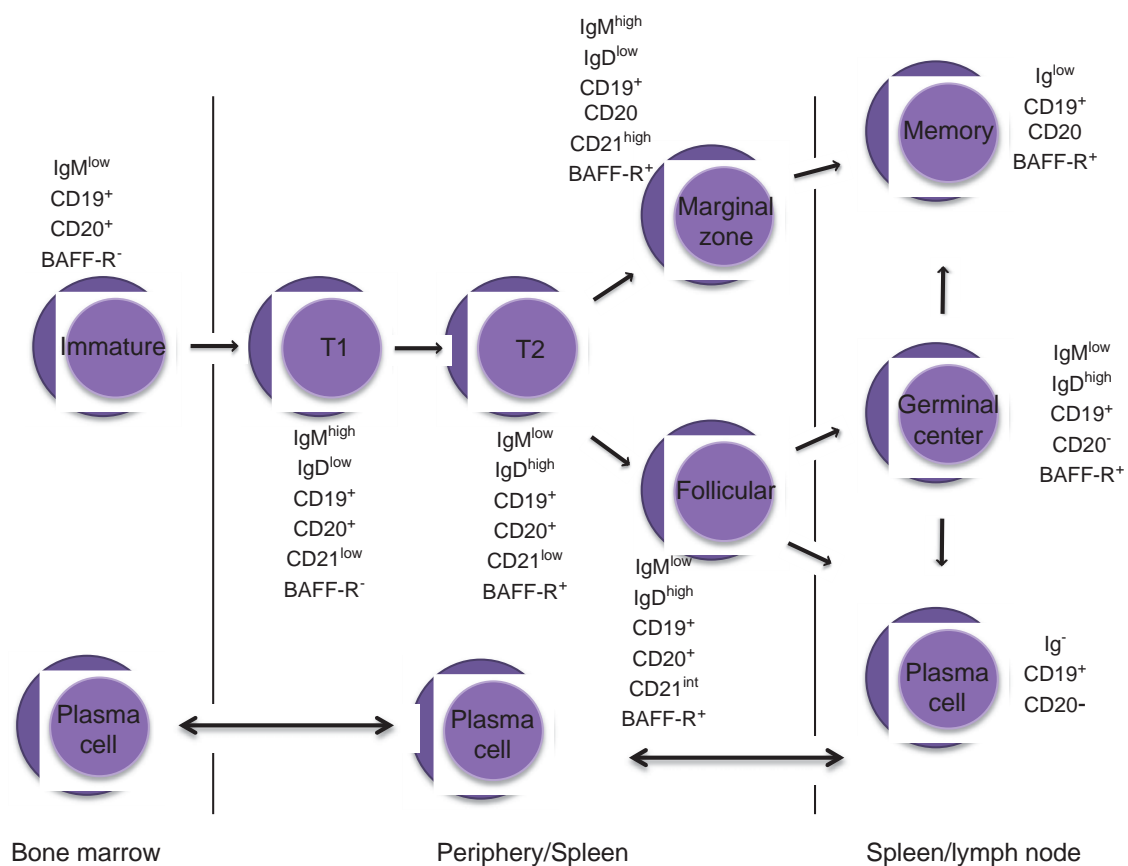 IgM^high
IgD^low
CD19⁺
CD20
CD21^high
BAFF-R⁺
Marginal
zone
Ig^low
CD19⁺
CD20
BAFF-R⁺
Memory
IgM^low
CD19⁺
CD20⁺
BAFF-R⁻
Immature
T1
IgM^high
IgD^low
CD19⁺
CD20⁺
CD21^low
BAFF-R⁻
T2
IgM^low
IgD^high
CD19⁺
CD20⁺
CD21^low
BAFF-R⁺
Follicular
IgM^low
IgD^high
CD19⁺
CD20⁺
CD21^int
BAFF-R⁺
Germinal
center
IgM^low
IgD^high
CD19⁺
CD20⁻
BAFF-R⁺
Plasma
cell
Plasma
cell
Plasma
cell
Ig⁻
CD19⁺
CD20-
Bone marrow
Periphery/Spleen
Spleen/lymph node